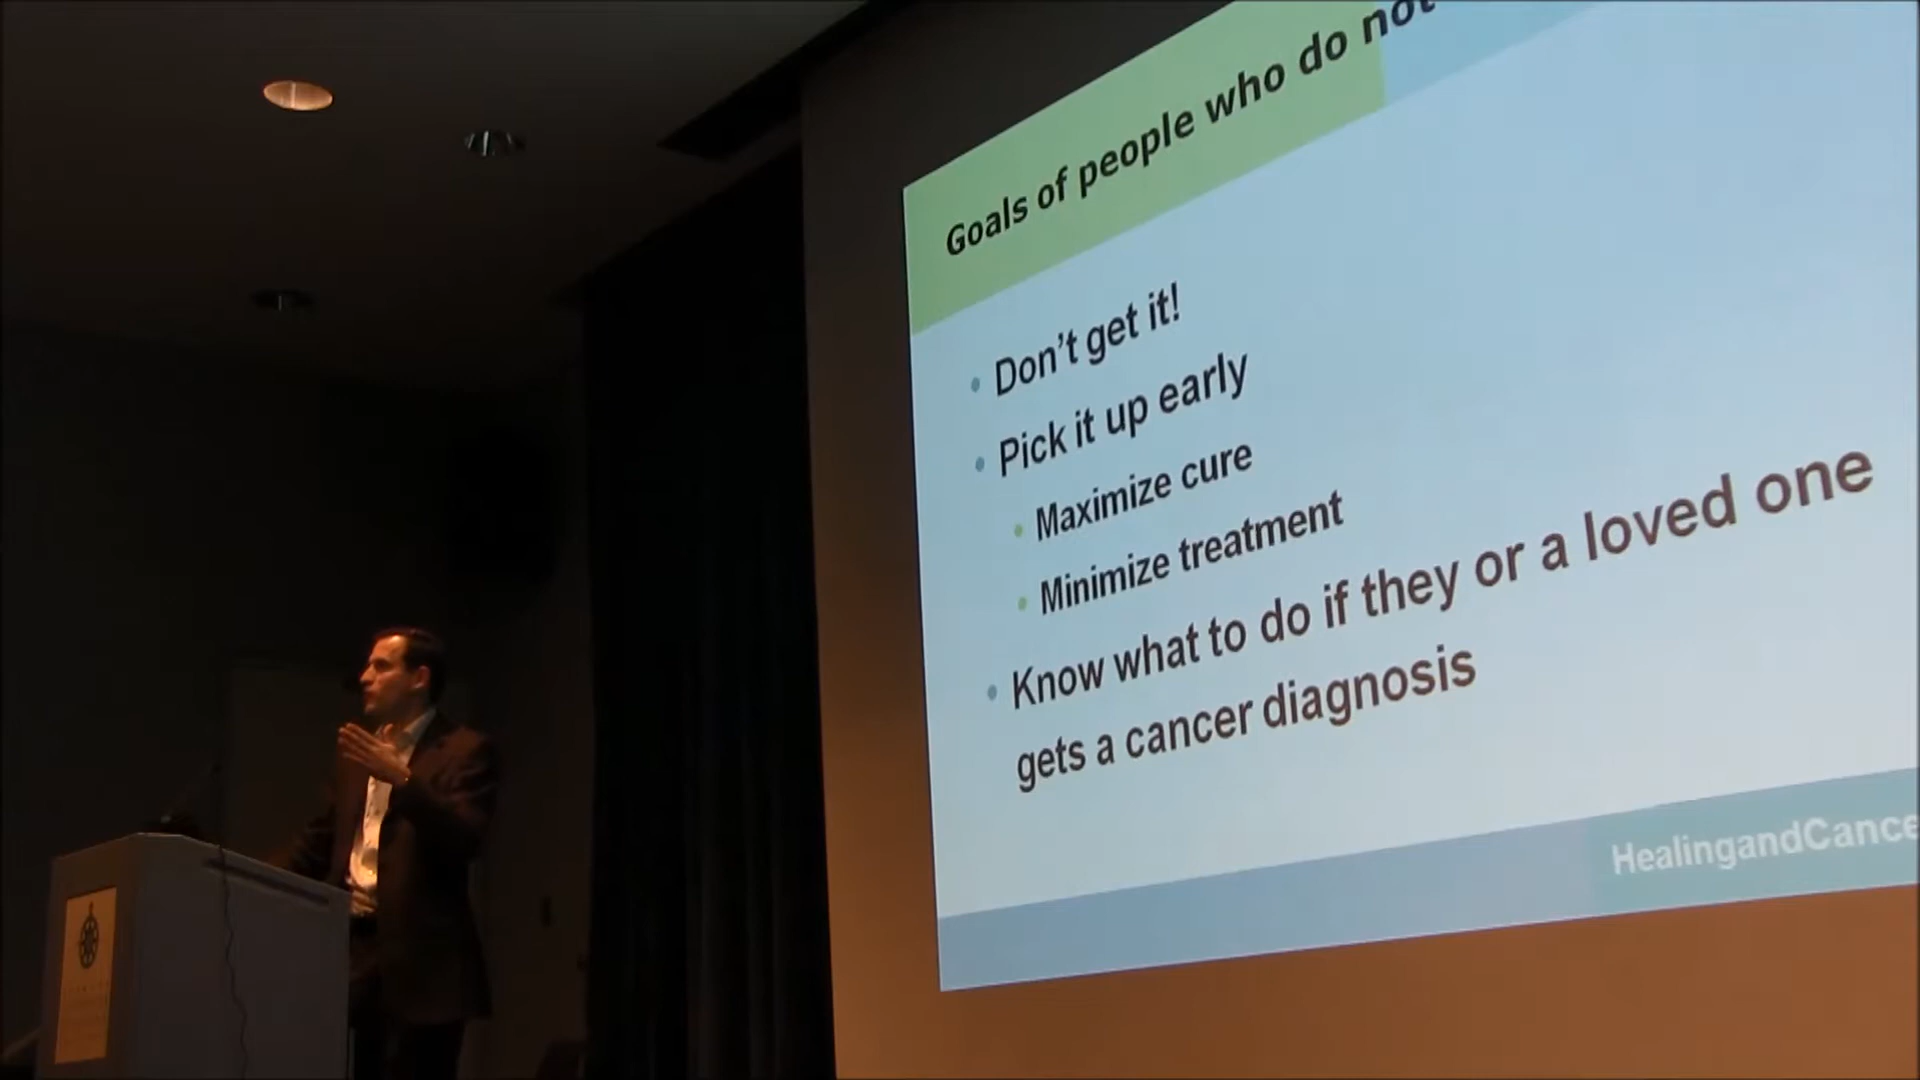 Goals of people who do not
• Don't get it!
• Pick it up early
• Maximize cure
• Minimize treatment
• Know what to do if they or a loved one
gets a cancer diagnosis
HealingandCance